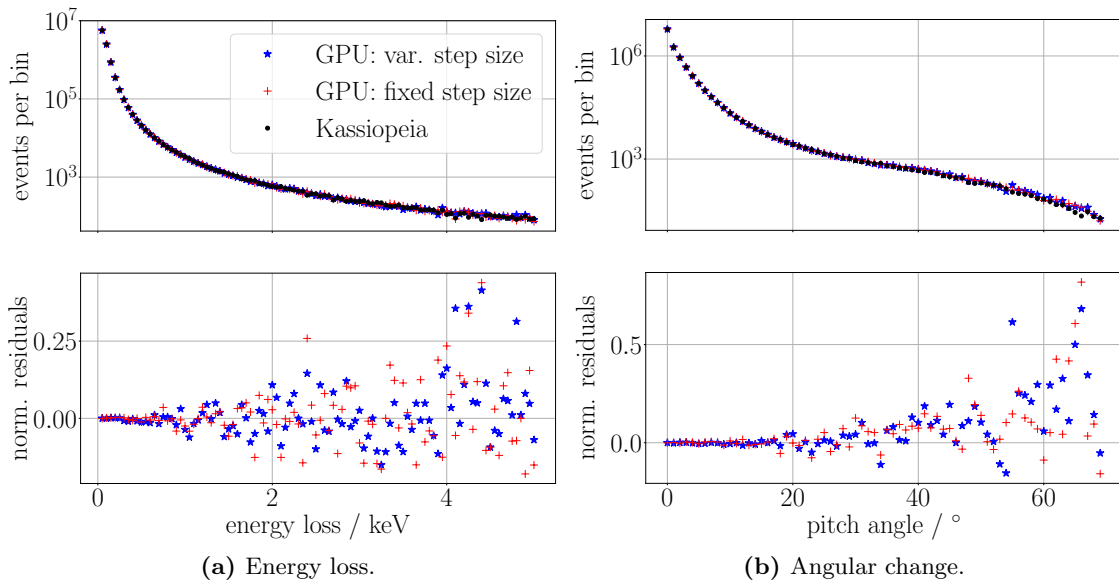 10^7
10^5
10^3
events per bin
GPU: var. step size
GPU: fixed step size
Kassiopeia
10^6
10^3
events per bin
0.25
0.00
norm. residuals
0 2 4
energy loss / keV
0.5
0.0
norm. residuals
0 20 40 60
pitch angle / °
(a) Energy loss.
(b) Angular change.